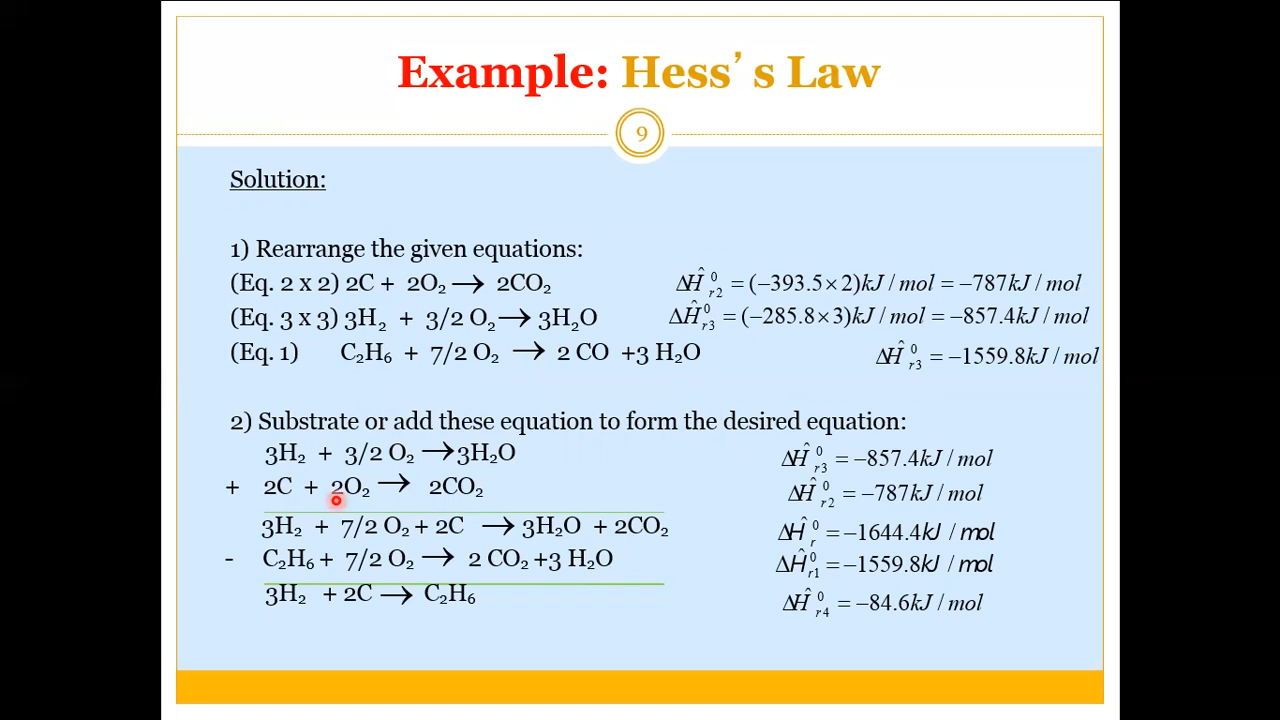 Example: Hess’s Law
9
Solution:
1) Rearrange the given equations:
(Eq. 2 x 2) 2C + 2O₂ → 2CO₂ ΔĤ⁰r2 = (−393.5×2)kJ / mol = −787kJ / mol
(Eq. 3 x 3) 3H₂ + 3/2 O₂ → 3H₂O ΔĤ⁰r3 = (−285.8×3)kJ / mol = −857.4kJ / mol
(Eq. 1) C₂H₆ + 7/2 O₂ → 2 CO +3 H₂O ΔĤ⁰r3 = −1559.8kJ / mol
2) Substrate or add these equation to form the desired equation:
3H₂ + 3/2 O₂ →3H₂O ΔĤ⁰r3 = −857.4kJ / mol
+ 2C + 2O₂ → 2CO₂ ΔĤ⁰r2 = −787kJ / mol
3H₂ + 7/2 O₂ + 2C → 3H₂O + 2CO₂ ΔĤ⁰r = −1644.4kJ / mol
- C₂H₆ + 7/2 O₂ → 2 CO₂ +3 H₂O ΔĤ⁰r1 = −1559.8kJ / mol
3H₂ + 2C → C₂H₆ ΔĤ⁰r4 = −84.6kJ / mol